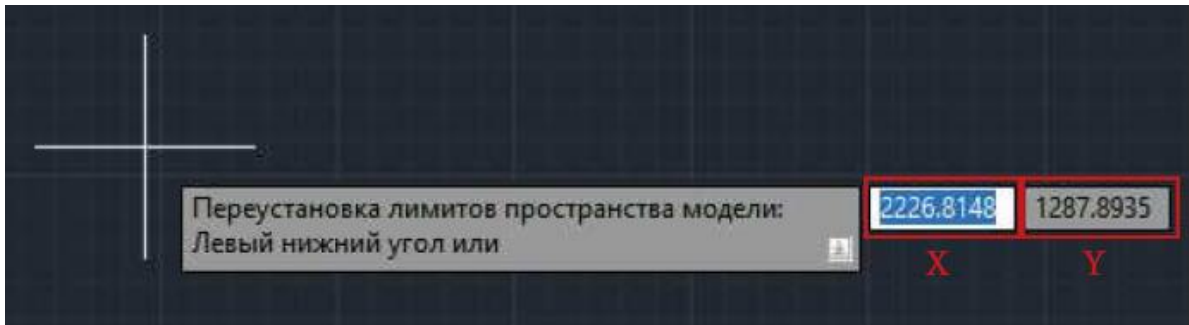 Переустановка лимитов пространства модели:
Левый нижний угол или
2226.8148 1287.8935
X Y